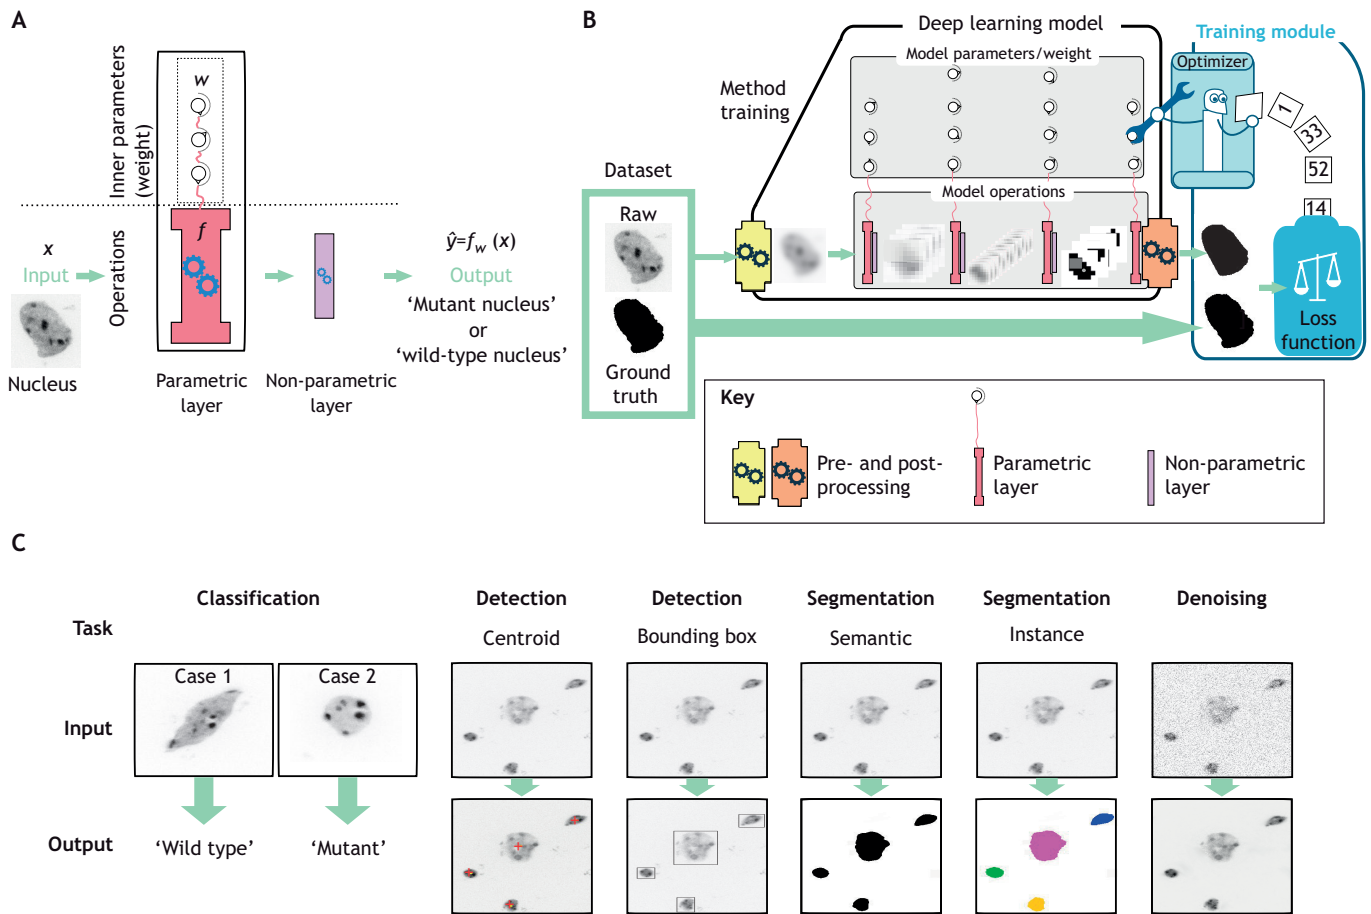 A
Inner parameters
(weight)
w
Operations
f
x
Input
Nucleus
ŷ=f_w (x)
Output
‘Mutant nucleus’
or
‘wild-type nucleus’
Parametric
layer
Non-parametric
layer
B
Deep learning model
Training module
Model parameters/weight
Optimizer
Method
training
1
33
52
14
Dataset
Model operations
Raw
Ground
truth
Loss
function
Key
Pre- and post-
processing
Parametric
layer
Non-parametric
layer
C
Task
Classification
Detection
Detection
Segmentation
Segmentation
Denoising
Centroid
Bounding box
Semantic
Instance
Input
Case 1
Case 2
Output
‘Wild type’
‘Mutant’